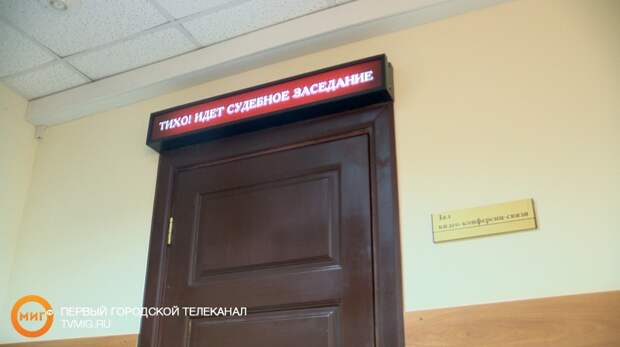 ТИХО! ИДЕТ СУДЕБНОЕ ЗАСЕДАНИЕ
Зал
видео-конференц-связи
МИГ
ПЕРВЫЙ ГОРОДСКОЙ ТЕЛЕКАНАЛ
TVMIG.RU